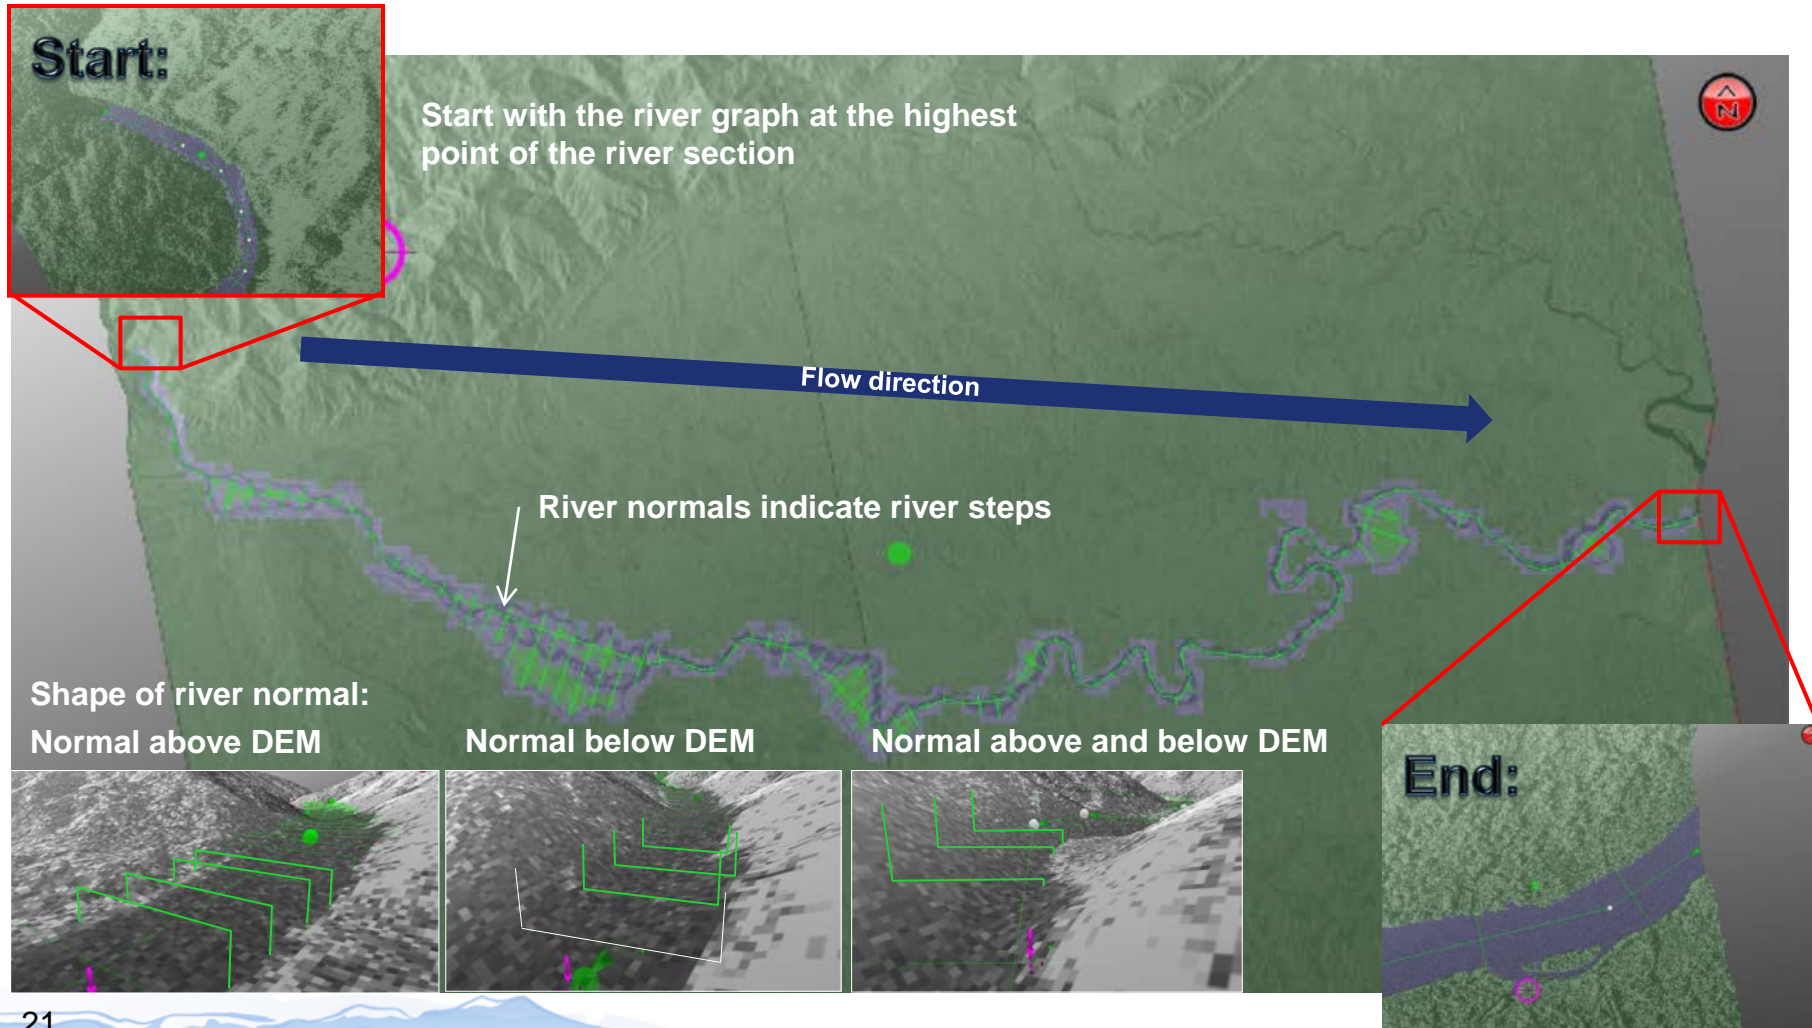 Start:
Start with the river graph at the highest
point of the river section
N
Flow direction
River normals indicate river steps
Shape of river normal:
Normal above DEM
Normal below DEM
Normal above and below DEM
End:
21